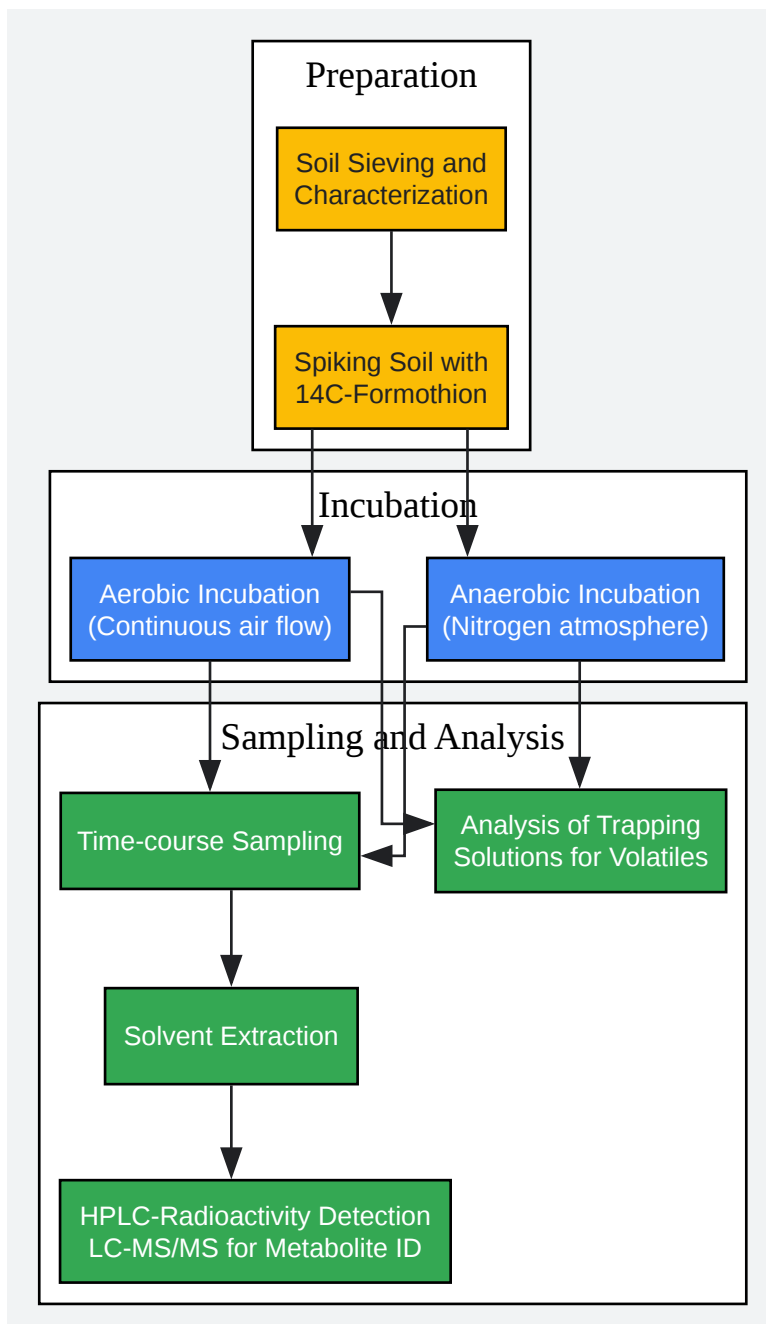 Preparation
Soil Sieving and
Characterization
Spiking Soil with
14C-Formothion
Incubation
Aerobic Incubation
(Continuous air flow)
Anaerobic Incubation
(Nitrogen atmosphere)
Sampling and Analysis
Time-course Sampling
Analysis of Trapping
Solutions for Volatiles
Solvent Extraction
HPLC-Radioactivity Detection
LC-MS/MS for Metabolite ID